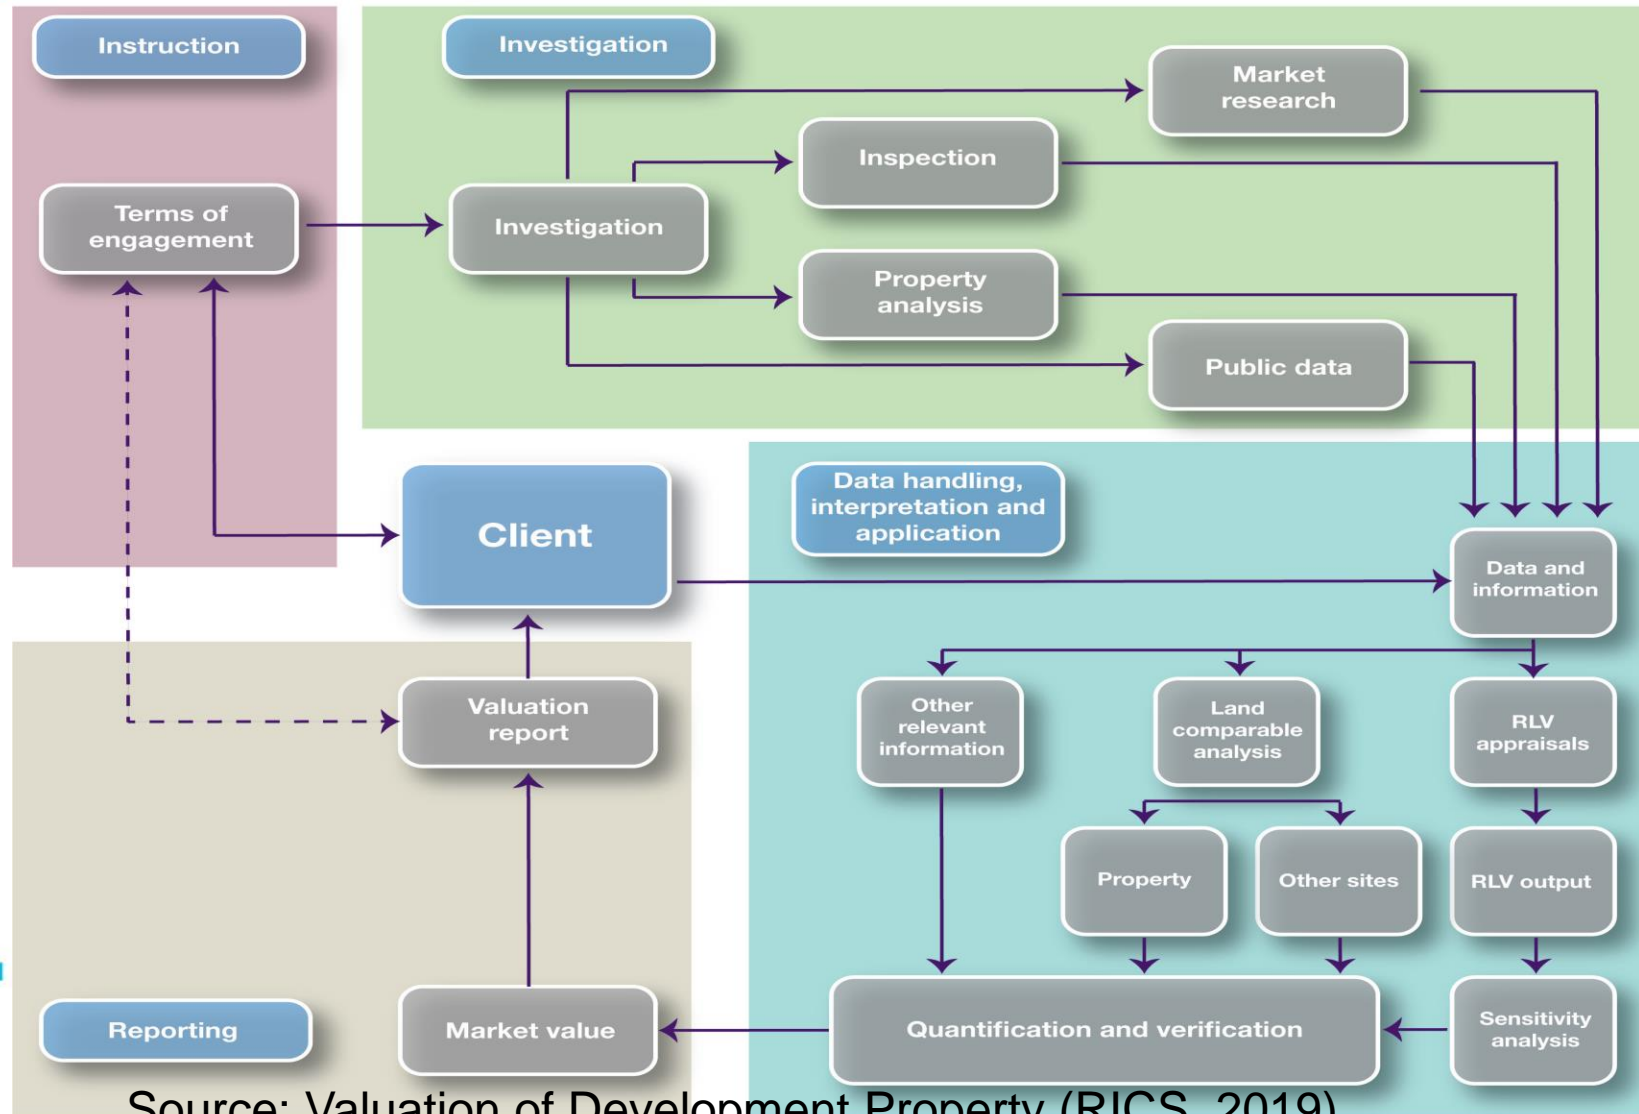 Instruction
Investigation
Market
research
Inspection
Terms of
engagement
Investigation
Property
analysis
Public data
Client
Data handling,
interpretation and
application
Data and
information
Valuation
report
Other
relevant
information
Land
comparable
analysis
RLV
appraisals
Property
Other sites
RLV output
Reporting
Market value
Quantification and verification
Sensitivity
analysis
Source: Valuation of Development Property (RICS, 2019)